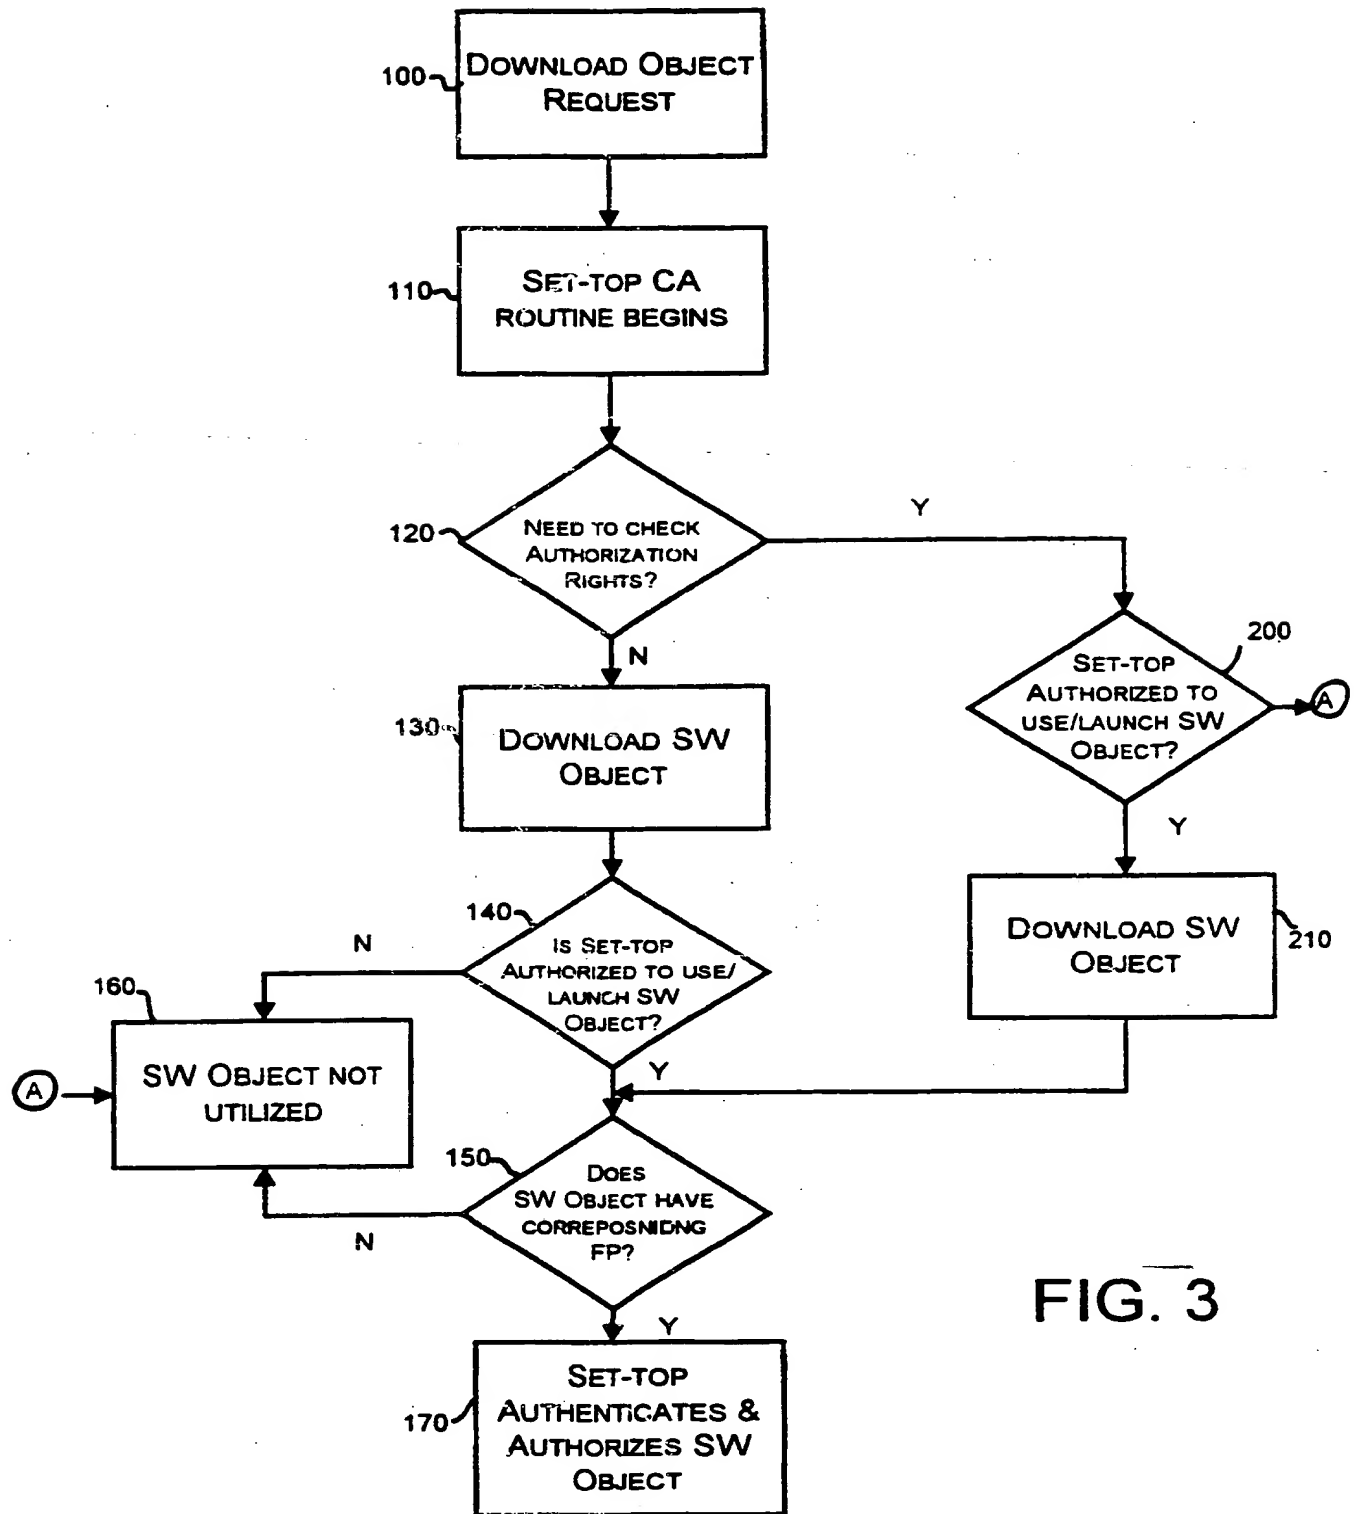 100
DOWNLOAD OBJECT
REQUEST
110
SET-TOP CA
ROUTINE BEGINS
120
NEED TO CHECK
AUTHORIZATION
RIGHTS?
Y
N
200
SET-TOP
AUTHORIZED TO
USE/LAUNCH SW
OBJECT?
A
130
DOWNLOAD SW
OBJECT
Y
140
IS SET-TOP
AUTHORIZED TO USE/
LAUNCH SW
OBJECT?
N
Y
DOWNLOAD SW
OBJECT
210
160
SW OBJECT NOT
UTILIZED
A
150
DOES
SW OBJECT HAVE
CORREPOSNIDNG
FP?
N
Y
170
SET-TOP
AUTHENTICATES &
AUTHORIZES SW
OBJECT
FIG. 3